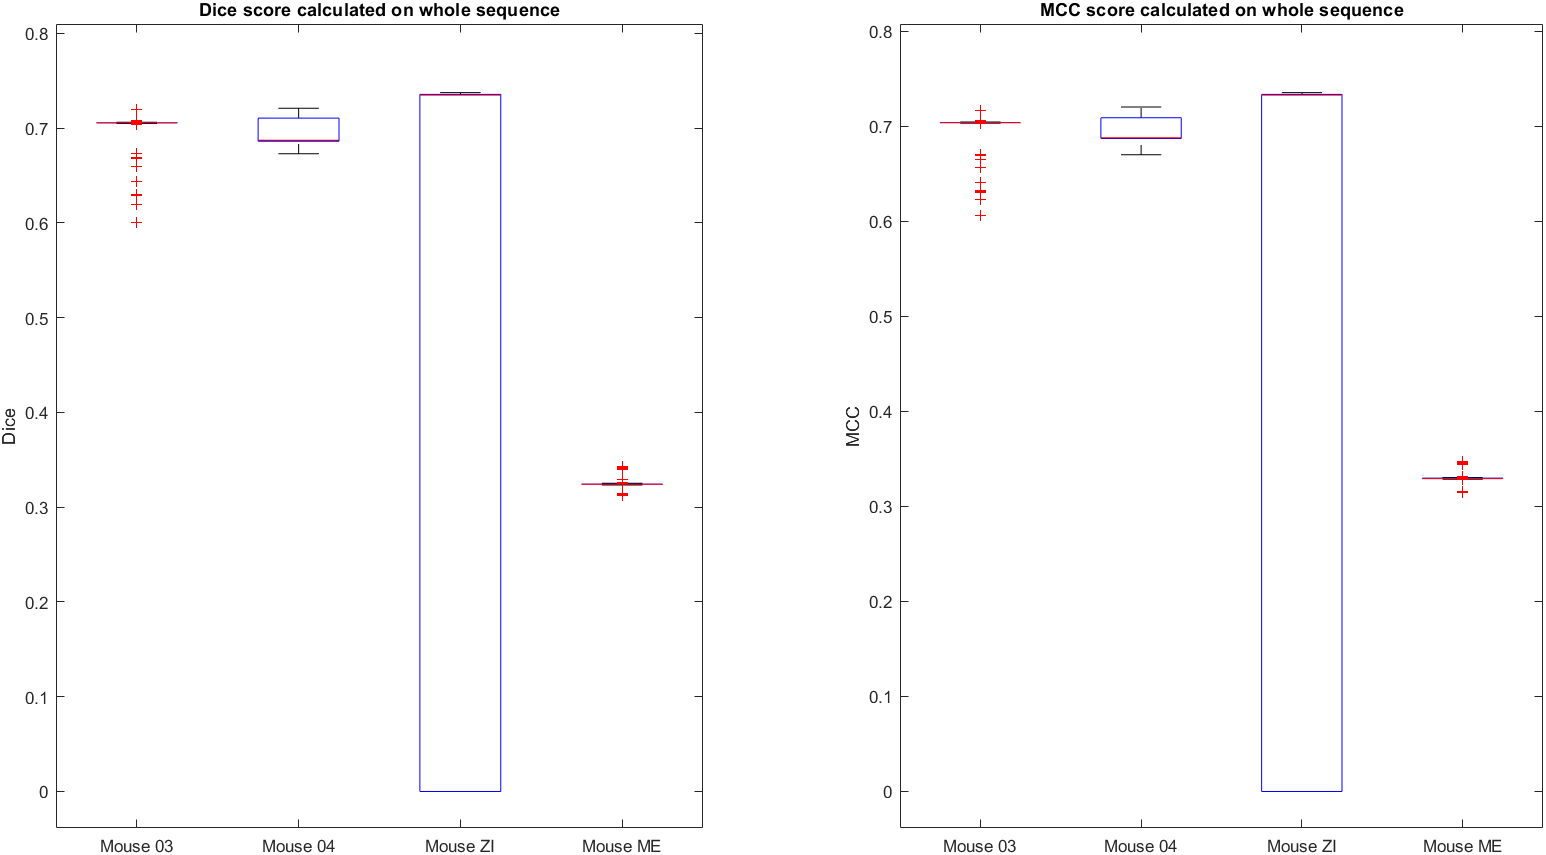 Dice score calculated on whole sequence
0.8
0.7
0.6
0.5
0.4
0.3
0.2
0.1
0
Dice
Mouse 03
Mouse 04
Mouse ZI
Mouse ME
MCC score calculated on whole sequence
0.8
0.7
0.6
0.5
0.4
0.3
0.2
0.1
0
MCC
Mouse 03
Mouse 04
Mouse ZI
Mouse ME